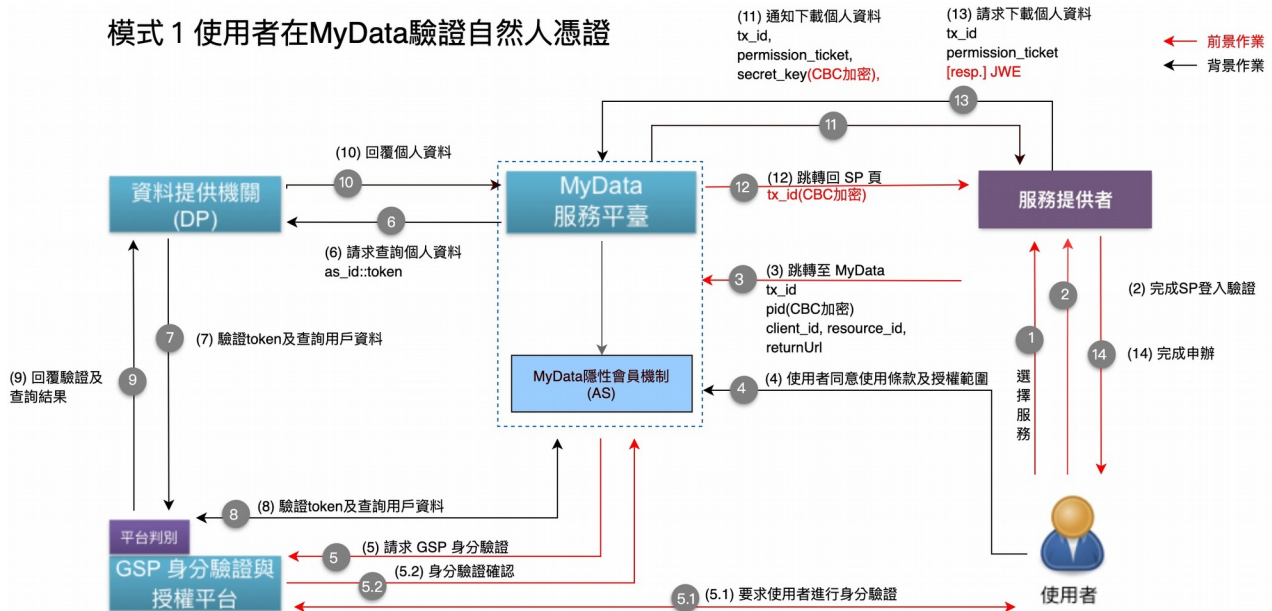 模式 1 使用者在MyData驗證自然人憑證
(11) 通知下載個人資料
tx_id,
permission_ticket,
secret_key(CBC加密),
(13) 請求下載個人資料
tx_id
permission_ticket
[resp.] JWE
前景作業
背景作業
13
11
(10) 回覆個人資料
10
資料提供機關
(DP)
MyData
服務平臺
12
(12) 跳轉回 SP 頁
tx_id(CBC加密)
服務提供者
6
(6) 請求查詢個人資料
as_id::token
3
(3) 跳轉至 MyData
tx_id
pid(CBC加密)
client_id, resource_id,
returnUrl
2
(2) 完成SP登入驗證
1
選擇服務
14
(14) 完成申辦
7
(7) 驗證token及查詢用戶資料
9
(9) 回覆驗證及
查詢結果
MyData隱性會員機制
(AS)
4
(4) 使用者同意使用條款及授權範圍
8
(8) 驗證token及查詢用戶資料
平台判別
GSP 身分驗證與
授權平台
5
(5) 請求 GSP 身分驗證
5.2
(5.2) 身分驗證確認
5.1
(5.1) 要求使用者進行身分驗證
使用者